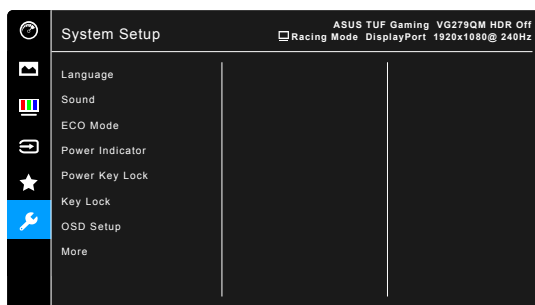 System Setup
ASUS TUF Gaming VG279QM HDR Off
Racing Mode DisplayPort 1920x1080@ 240Hz
Language
Sound
ECO Mode
Power Indicator
Power Key Lock
Key Lock
OSD Setup
More